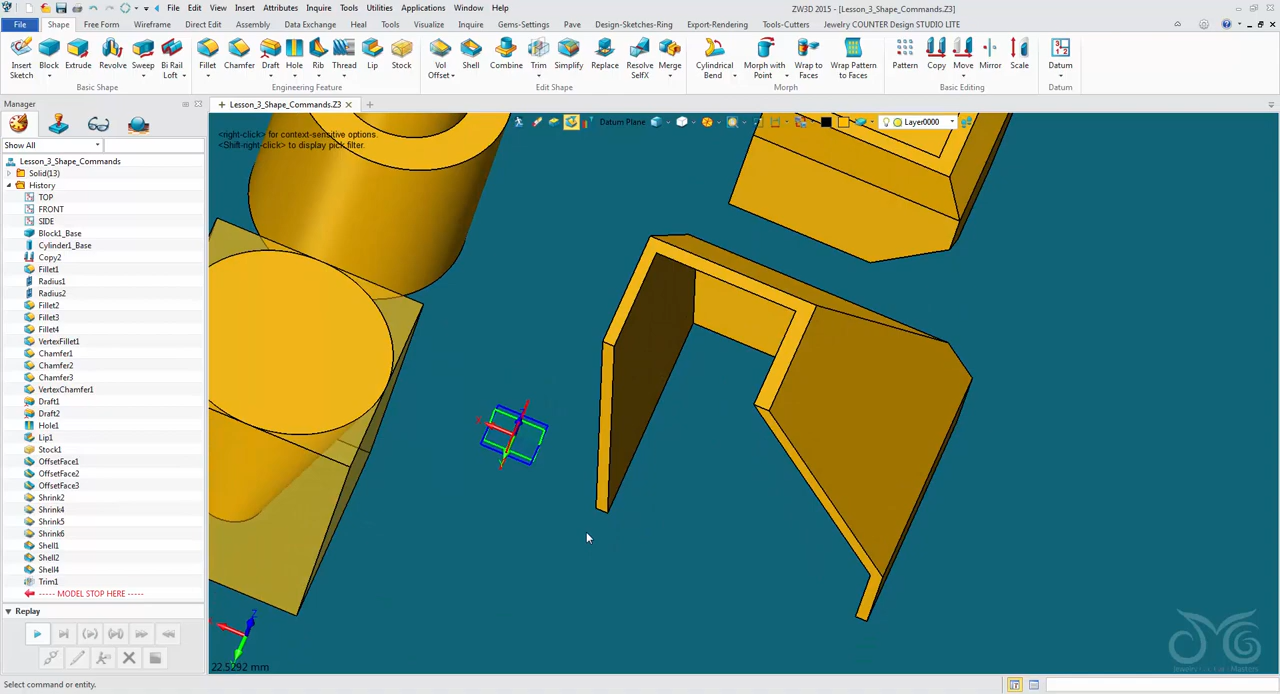 File Edit View Insert Attributes Inquire Tools Utilities Applications Window Help
ZW3D 2015 - [Lesson_3_Shape_Commands.Z3]
File Shape Free Form Wireframe Direct Edit Assembly Data Exchange Heal Tools Visualize Inquire Gems-Settings Pave Design-Sketches-Ring Export-Rendering Tools-Cutters Jewelry COUNTER Design STUDIO LITE
Insert Sketch Block Extrude Revolve Sweep Bi Rail Loft Fillet Chamfer Draft Hole Rib Thread Lip Stock Vol Offset Shell Combine Trim Simplify Replace Resolve SelfX Merge Cylindrical Bend Morph with Point Wrap to Faces Wrap Pattern to Faces Pattern Copy Move Mirror Scale Datum
Basic Shape Engineering Feature Edit Shape Morph Basic Editing Datum
Manager
Lesson_3_Shape_Commands.Z3
Show All
<right-click> for context-sensitive options.
<Shift-right-click> to display pick filter.
Datum Plane
Layer0000
Lesson_3_Shape_Commands
Solid(13)
History
TOP
FRONT
SIDE
Block1_Base
Cylinder1_Base
Copy2
Fillet1
Radius1
Radius2
Fillet2
Fillet3
Fillet4
VertexFillet1
Chamfer1
Chamfer2
Chamfer3
VertexChamfer1
Draft1
Draft2
Hole1
Lip1
Stock1
OffsetFace1
OffsetFace2
OffsetFace3
Shrink2
Shrink4
Shrink5
Shrink6
Shell1
Shell2
Shell4
Trim1
----- MODEL STOP HERE -----
Replay
22.5292 mm
Select command or entity.